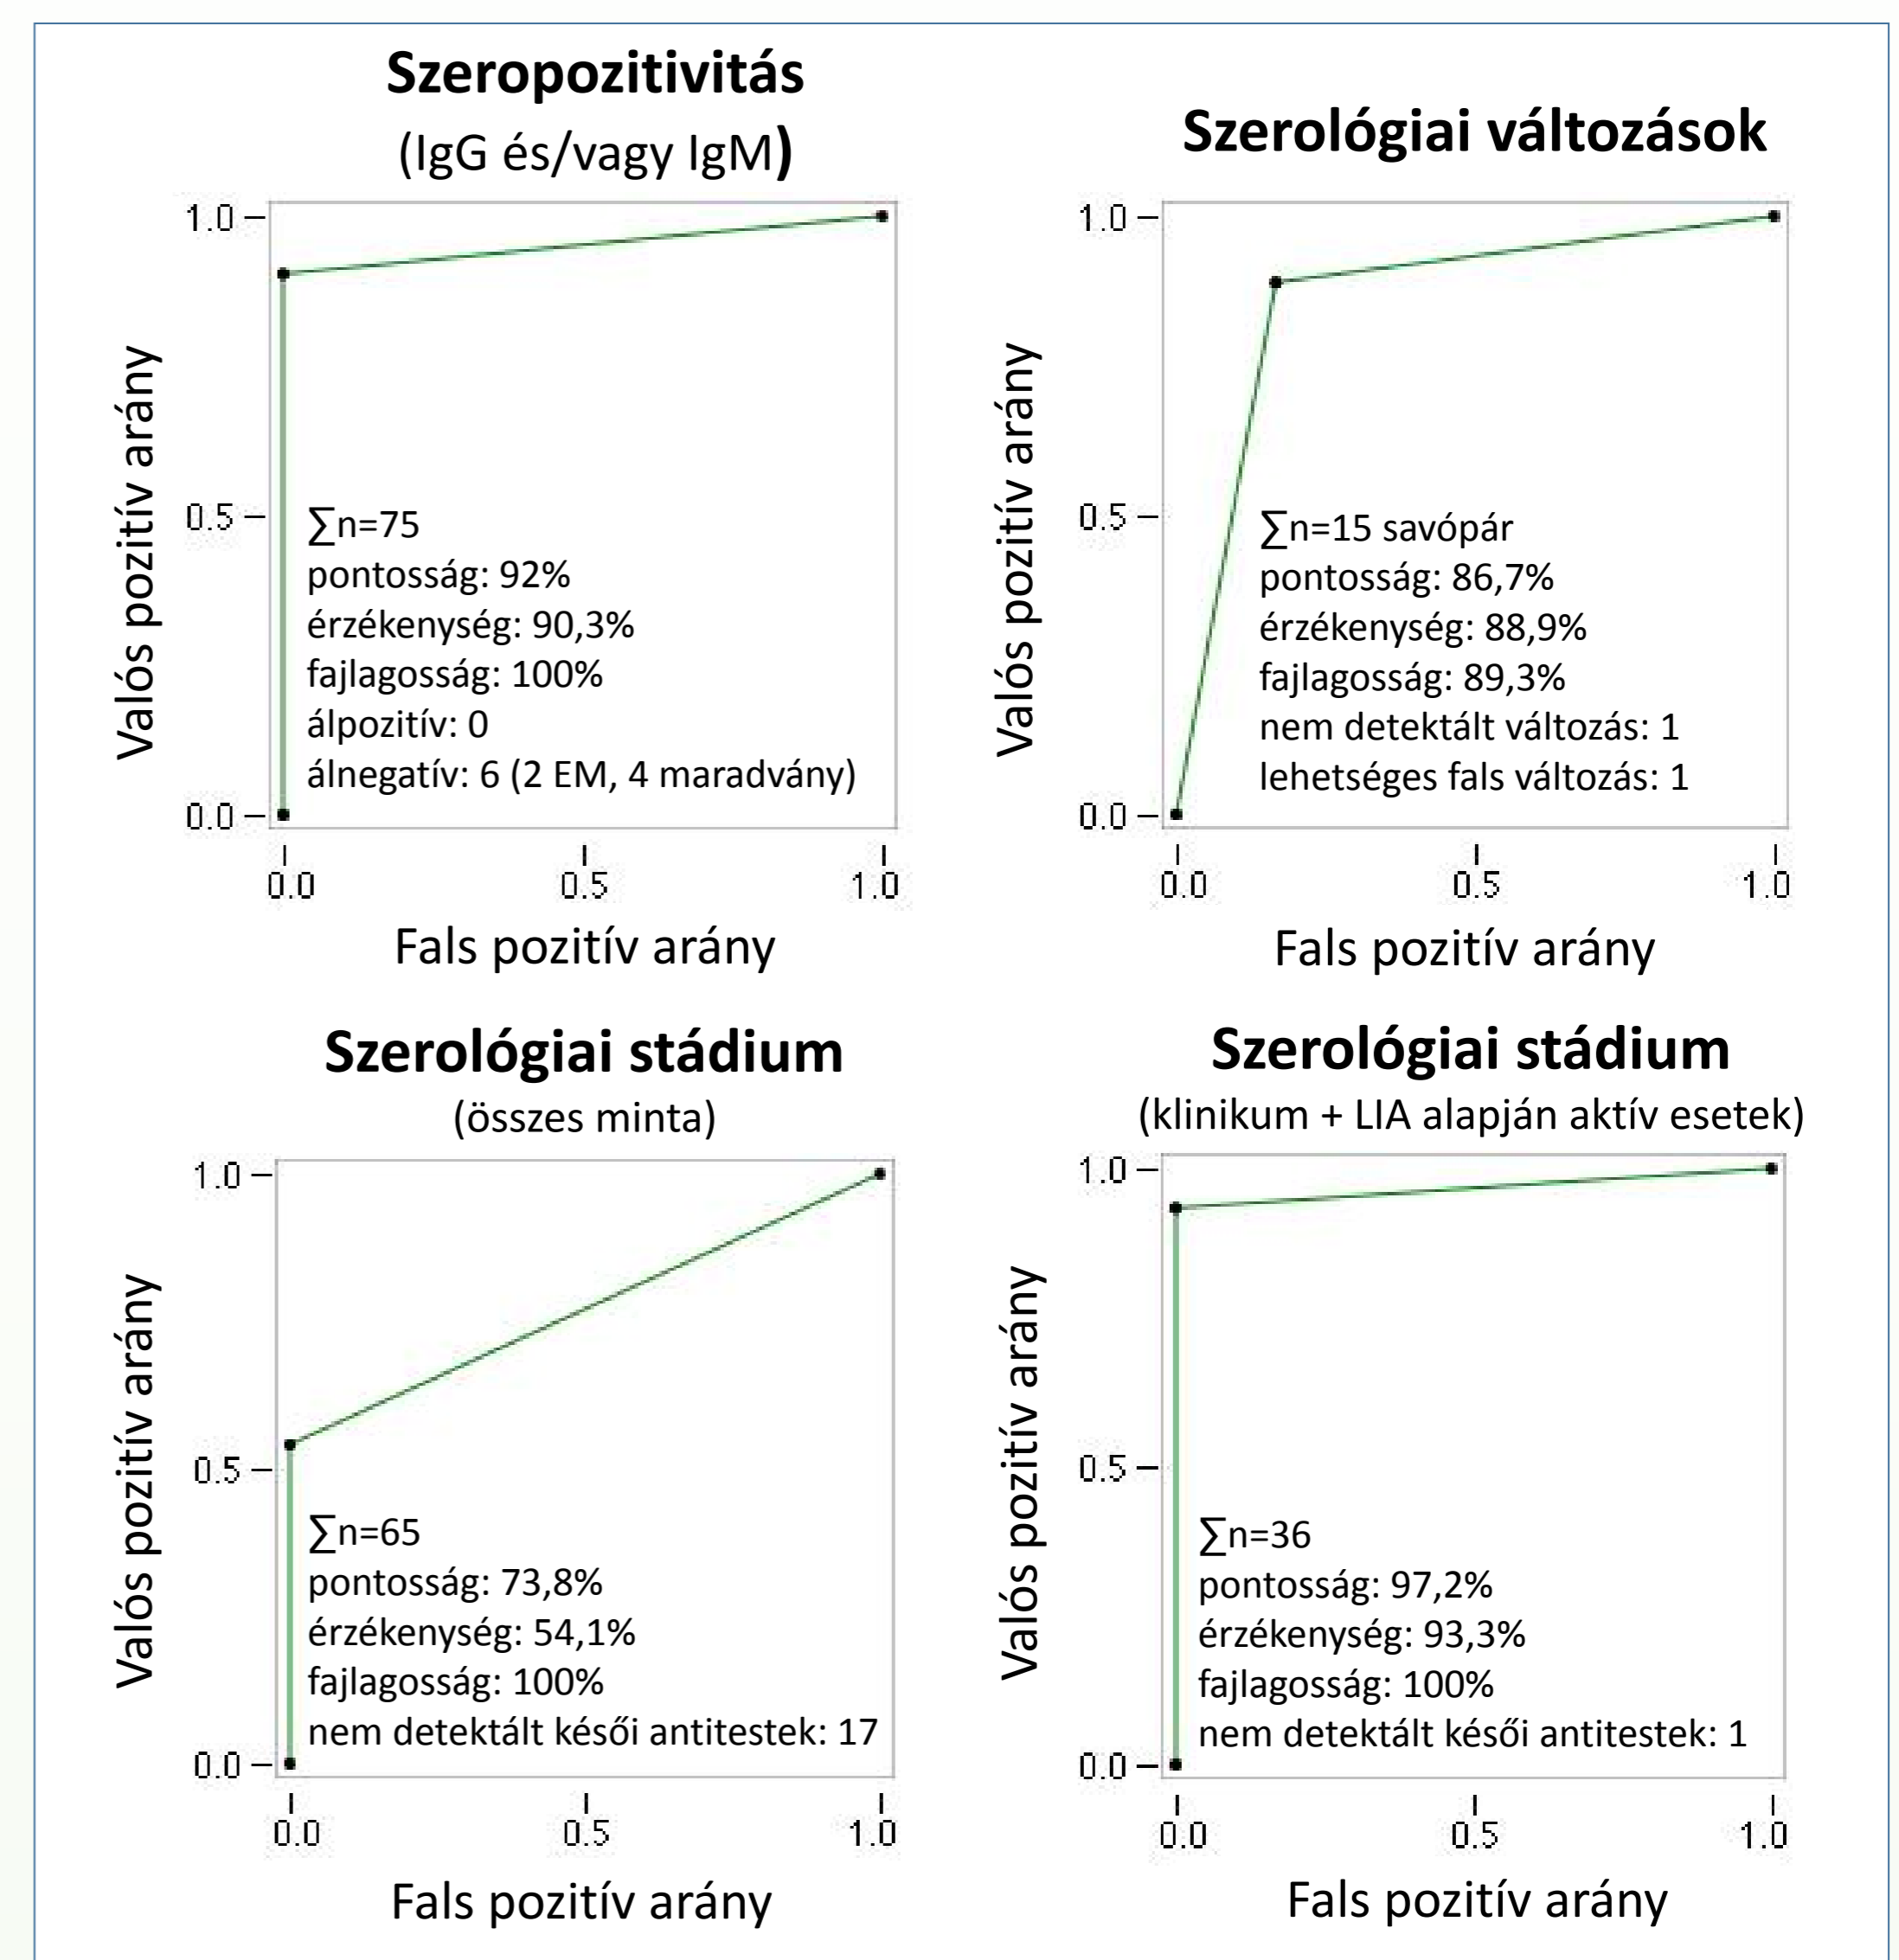 Szeropozitivitás
(IgG és/vagy IgM)
1.0
0.5
0.0
Valós pozitív arány
∑n=75
pontosság: 92%
érzékenység: 90,3%
fajlagosság: 100%
álpozitív: 0
álnegatív: 6 (2 EM, 4 maradvány)
0.0 0.5 1.0
Fals pozitív arány
Szerológiai változások
1.0
0.5
0.0
Valós pozitív arány
∑n=15 savópár
pontosság: 86,7%
érzékenység: 88,9%
fajlagosság: 89,3%
nem detektált változás: 1
lehetséges fals változás: 1
0.0 0.5 1.0
Fals pozitív arány
Szerológiai stádium
(összes minta)
1.0
0.5
0.0
Valós pozitív arány
∑n=65
pontosság: 73,8%
érzékenység: 54,1%
fajlagosság: 100%
nem detektált késői antitestek: 17
0.0 0.5 1.0
Fals pozitív arány
Szerológiai stádium
(klinikum + LIA alapján aktív esetek)
1.0
0.5
0.0
Valós pozitív arány
∑n=36
pontosság: 97,2%
érzékenység: 93,3%
fajlagosság: 100%
nem detektált késői antitestek: 1
0.0 0.5 1.0
Fals pozitív arány